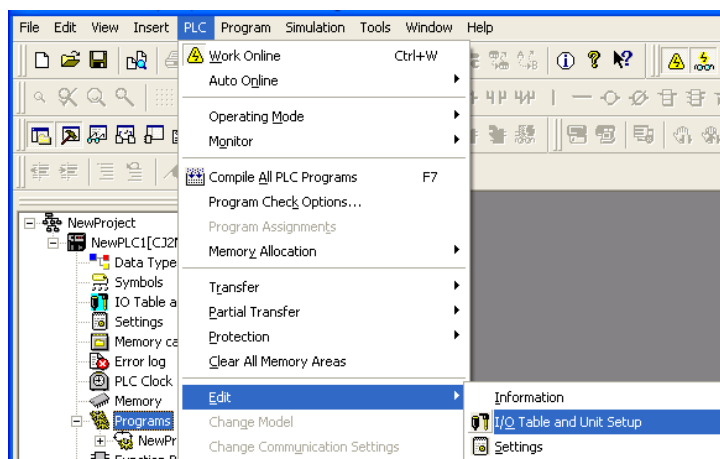 File Edit View Insert PLC Program Simulation Tools Window Help
Work Online Ctrl+W
Auto Online
Operating Mode
Monitor
Compile All PLC Programs F7
Program Check Options...
Program Assignments
Memory Allocation
Transfer
Partial Transfer
Protection
Clear All Memory Areas
Edit
Change Model
Change Communication Settings
Information
I/O Table and Unit Setup
Settings
NewProject
NewPLC1[CJ2M
Data Type
Symbols
IO Table a
Settings
Memory ca
Error log
PLC Clock
Memory
Programs
NewPr